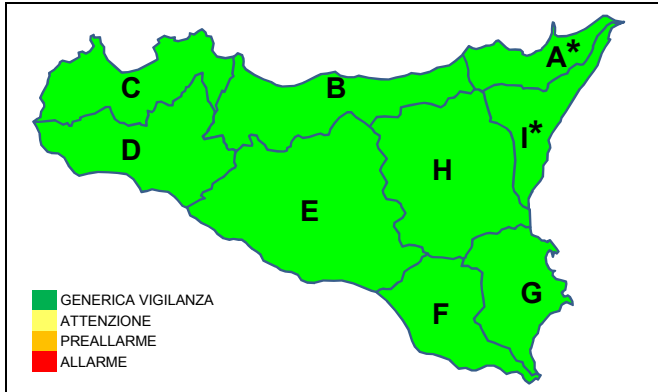 A*
C
B
I*
D
H
E
G
F
GENERICA VIGILANZA
ATTENZIONE
PREALLARME
ALLARME